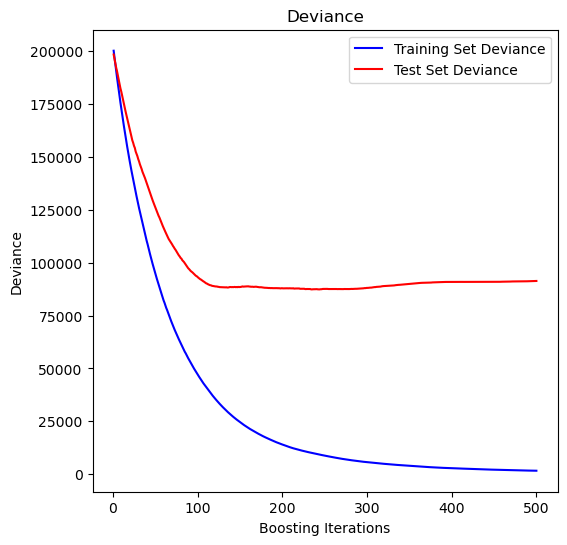 Deviance
Training Set Deviance
Test Set Deviance
200000
175000
150000
125000
100000
75000
50000
25000
0
Deviance
0 100 200 300 400 500
Boosting Iterations